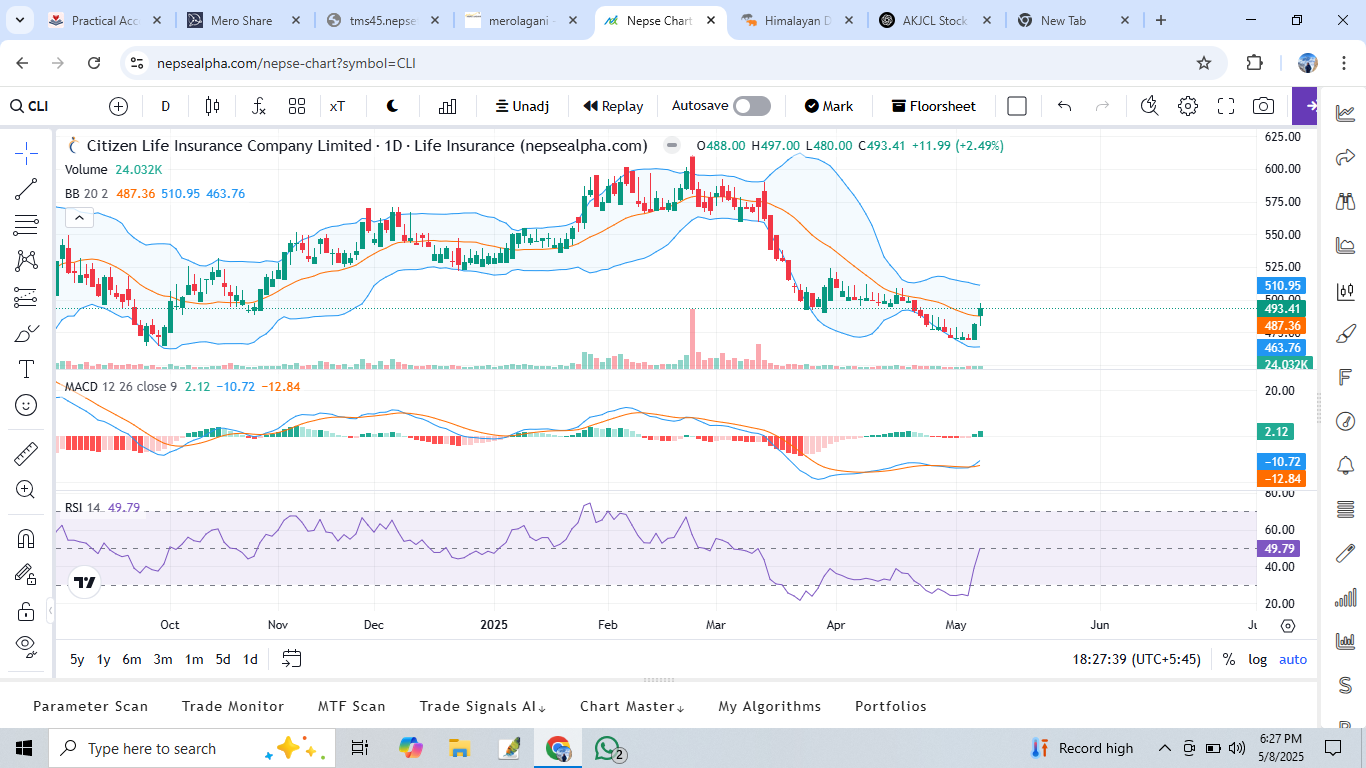 Practical Acc
Mero Share
tms45.nepse
merolagani -
Nepse Chart
Himalayan D
AKJCL Stock
New Tab
nepsealpha.com/nepse-chart?symbol=CLI
CLI D xT Unadj Replay Autosave Mark Floorsheet
Citizen Life Insurance Company Limited · 1D · Life Insurance (nepsealpha.com) O488.00 H497.00 L480.00 C493.41 +11.99 (+2.49%)
Volume 24.032K
BB 20 2 487.36 510.95 463.76
625.00
600.00
575.00
550.00
525.00
510.95
500.00
493.41
487.36
463.76
24.032K
MACD 12 26 close 9 2.12 −10.72 −12.84
20.00
2.12
−10.72
−12.84
RSI 14 49.79
80.00
60.00
49.79
40.00
20.00
Oct Nov Dec 2025 Feb Mar Apr May Jun
5y 1y 6m 3m 1m 5d 1d
18:27:39 (UTC+5:45) % log auto
Parameter Scan Trade Monitor MTF Scan Trade Signals AI↓ Chart Master↓ My Algorithms Portfolios
Type here to search
2
Record high
6:27 PM
5/8/2025